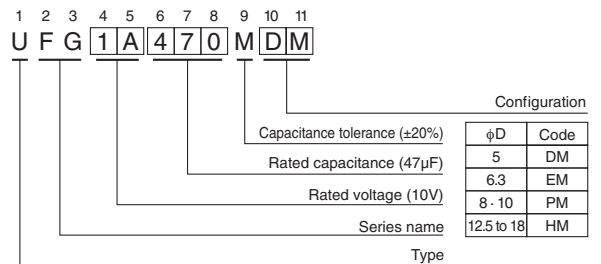 1 2 3 4 5 6 7 8 9 10 11
U F G 1 A 4 7 0 M D M
Configuration
Capacitance tolerance (±20%)
Rated capacitance (47µF)
Rated voltage (10V)
Series name
Type
ϕD Code
5 DM
6.3 EM
8 · 10 PM
12.5 to 18 HM